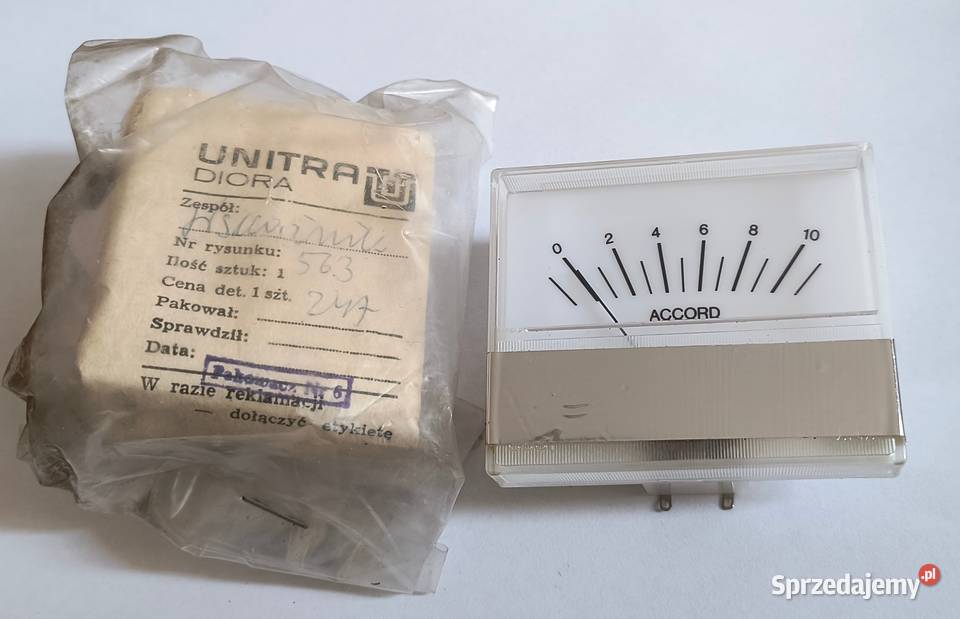 UNITRA
DIORA
Zespół: Wskaźnik
Nr rysunku: 563
Ilość sztuk: 1
Cena det. 1 szt. 247
Pakował:
Sprawdził:
Data:
Pakowacz Nr 6
W razie reklamacji
— dołączyć etykietę
0 2 4 6 8 10
ACCORD
Sprzedajemy.pl